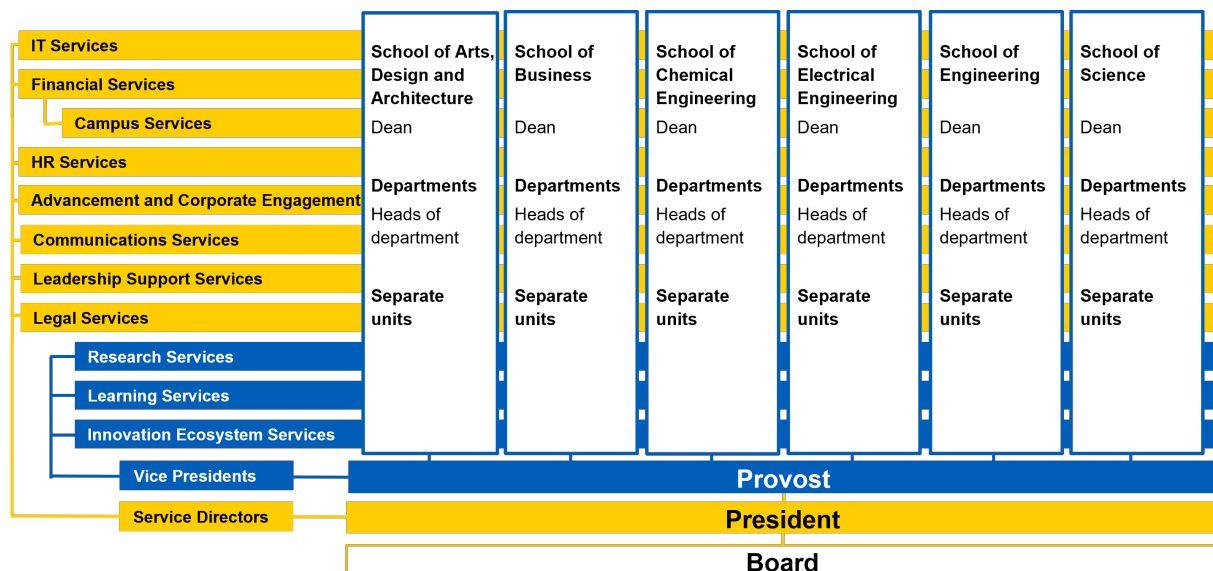 IT Services
Financial Services
Campus Services
HR Services
Advancement and Corporate Engagement
Communications Services
Leadership Support Services
Legal Services
Research Services
Learning Services
Innovation Ecosystem Services
Vice Presidents
Service Directors
School of Arts,
Design and
Architecture
Dean
Departments
Heads of
department
Separate
units
School of
Business
Dean
Departments
Heads of
department
Separate
units
School of
Chemical
Engineering
Dean
Departments
Heads of
department
Separate
units
School of
Electrical
Engineering
Dean
Departments
Heads of
department
Separate
units
School of
Engineering
Dean
Departments
Heads of
department
Separate
units
School of
Science
Dean
Departments
Heads of
department
Separate
units
Provost
President
Board